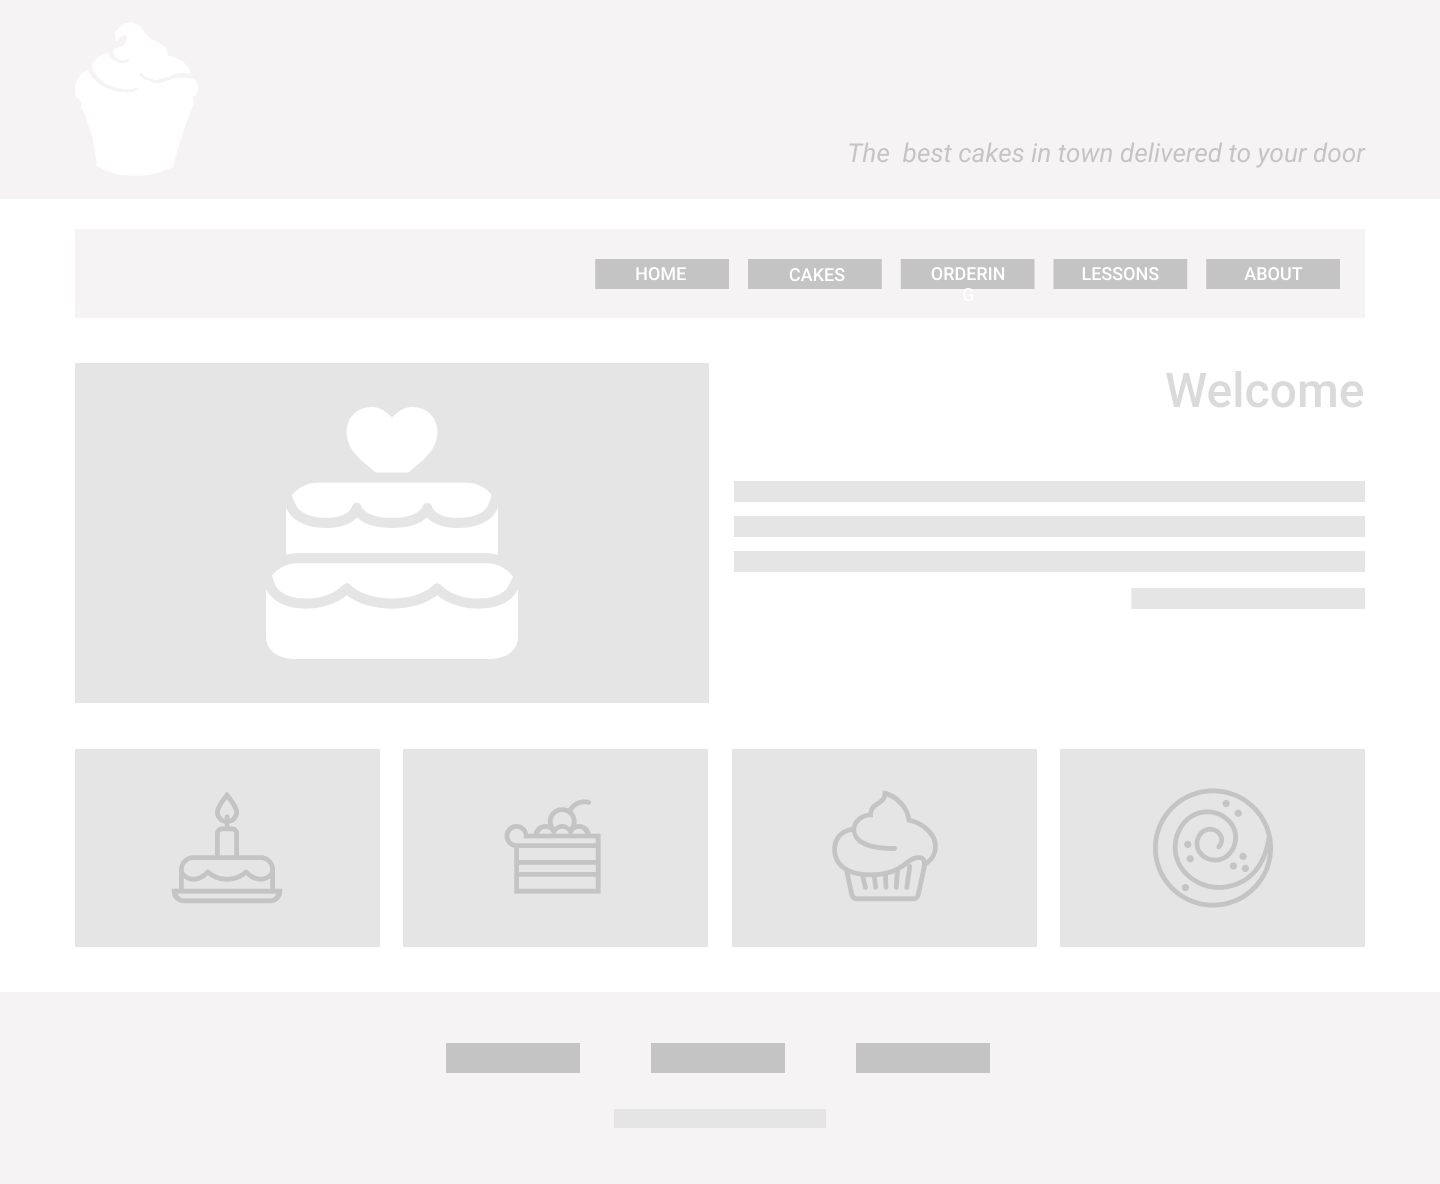 The  best cakes in town delivered to your door
HOME CAKES ORDERIN LESSONS ABOUT
G
Welcome